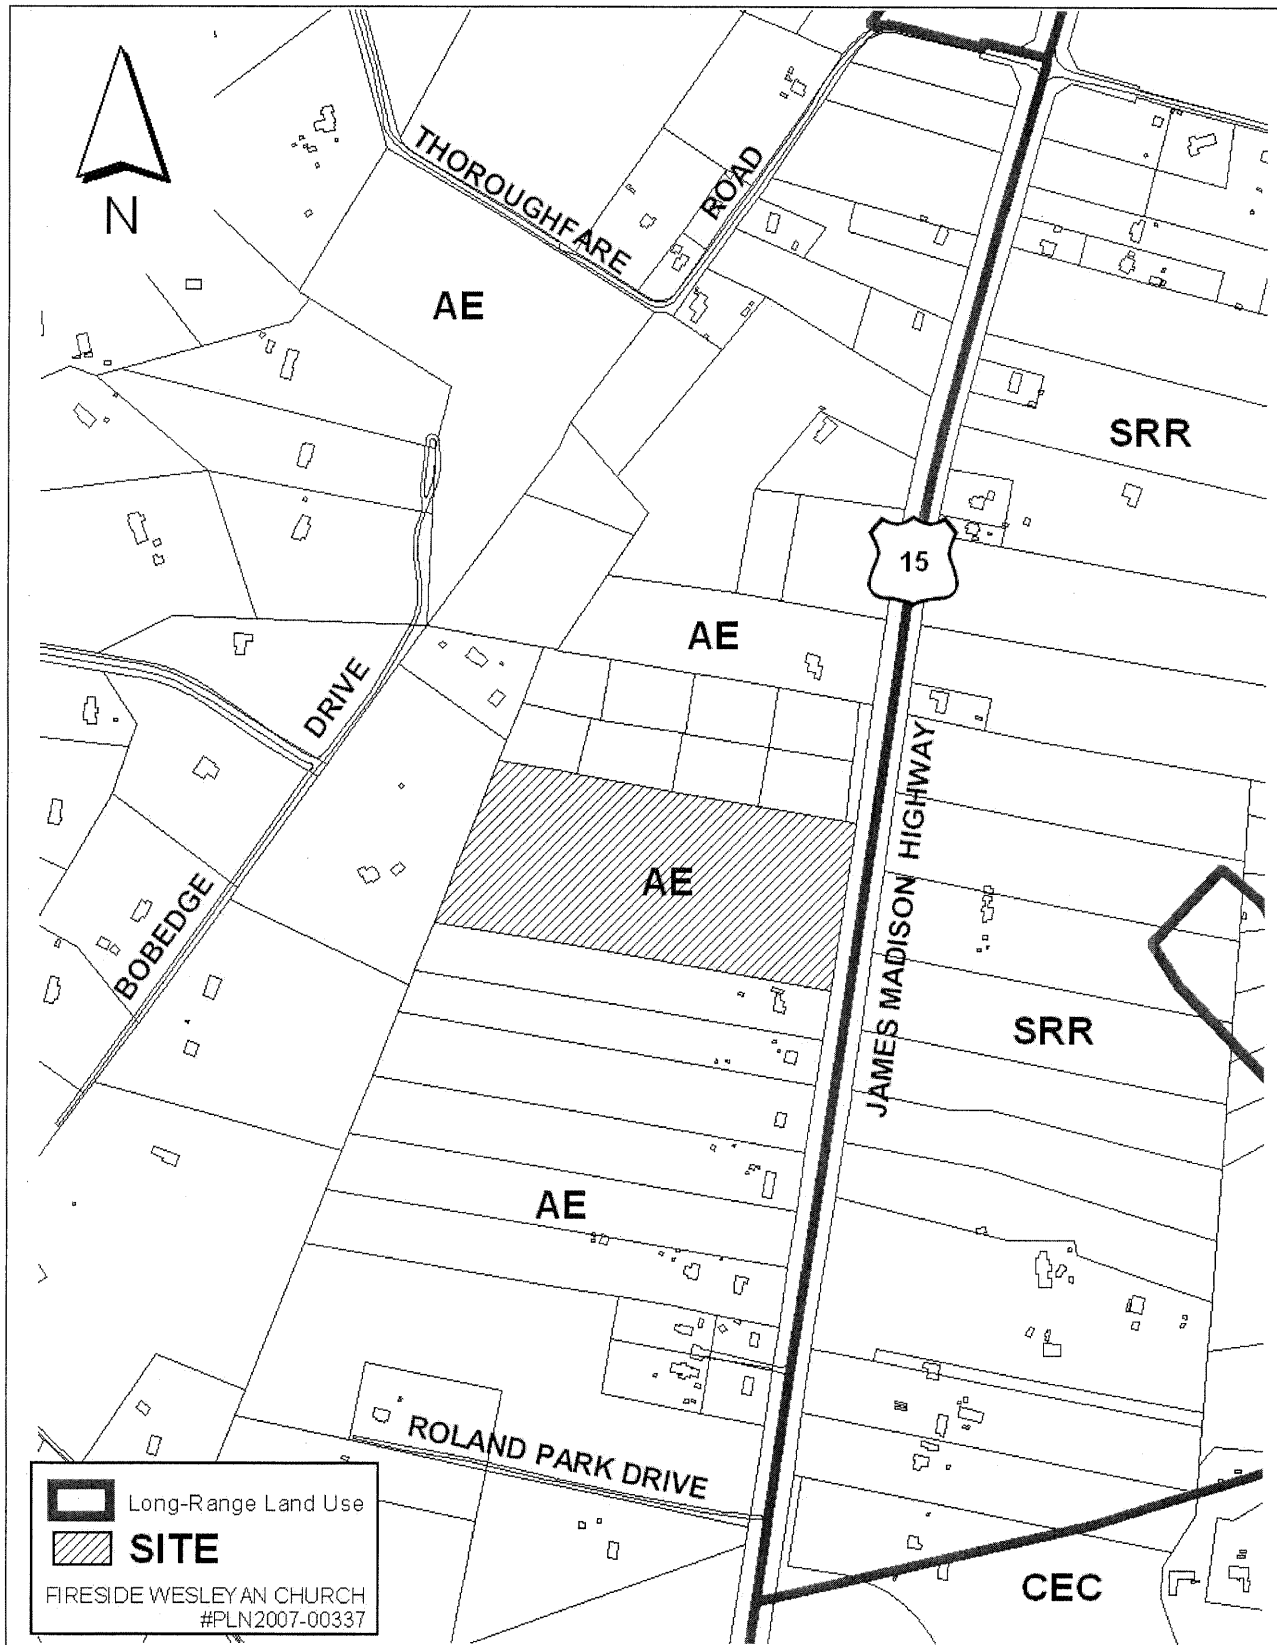 N
THOROUGHFARE
ROAD
AE
SRR
15
AE
DRIVE
JAMES MADISON HIGHWAY
AE
BOBEDGE
SRR
AE
ROLAND PARK DRIVE
Long-Range Land Use
SITE
FIRESIDE WESLEYAN CHURCH
#PLN2007-00337
CEC